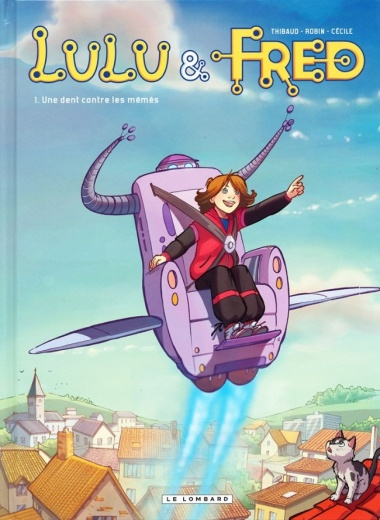 THIBAUD - ROBIN - CÉCILE
LULU & FRED
1. Une dent contre les mémés
LE LOMBARD